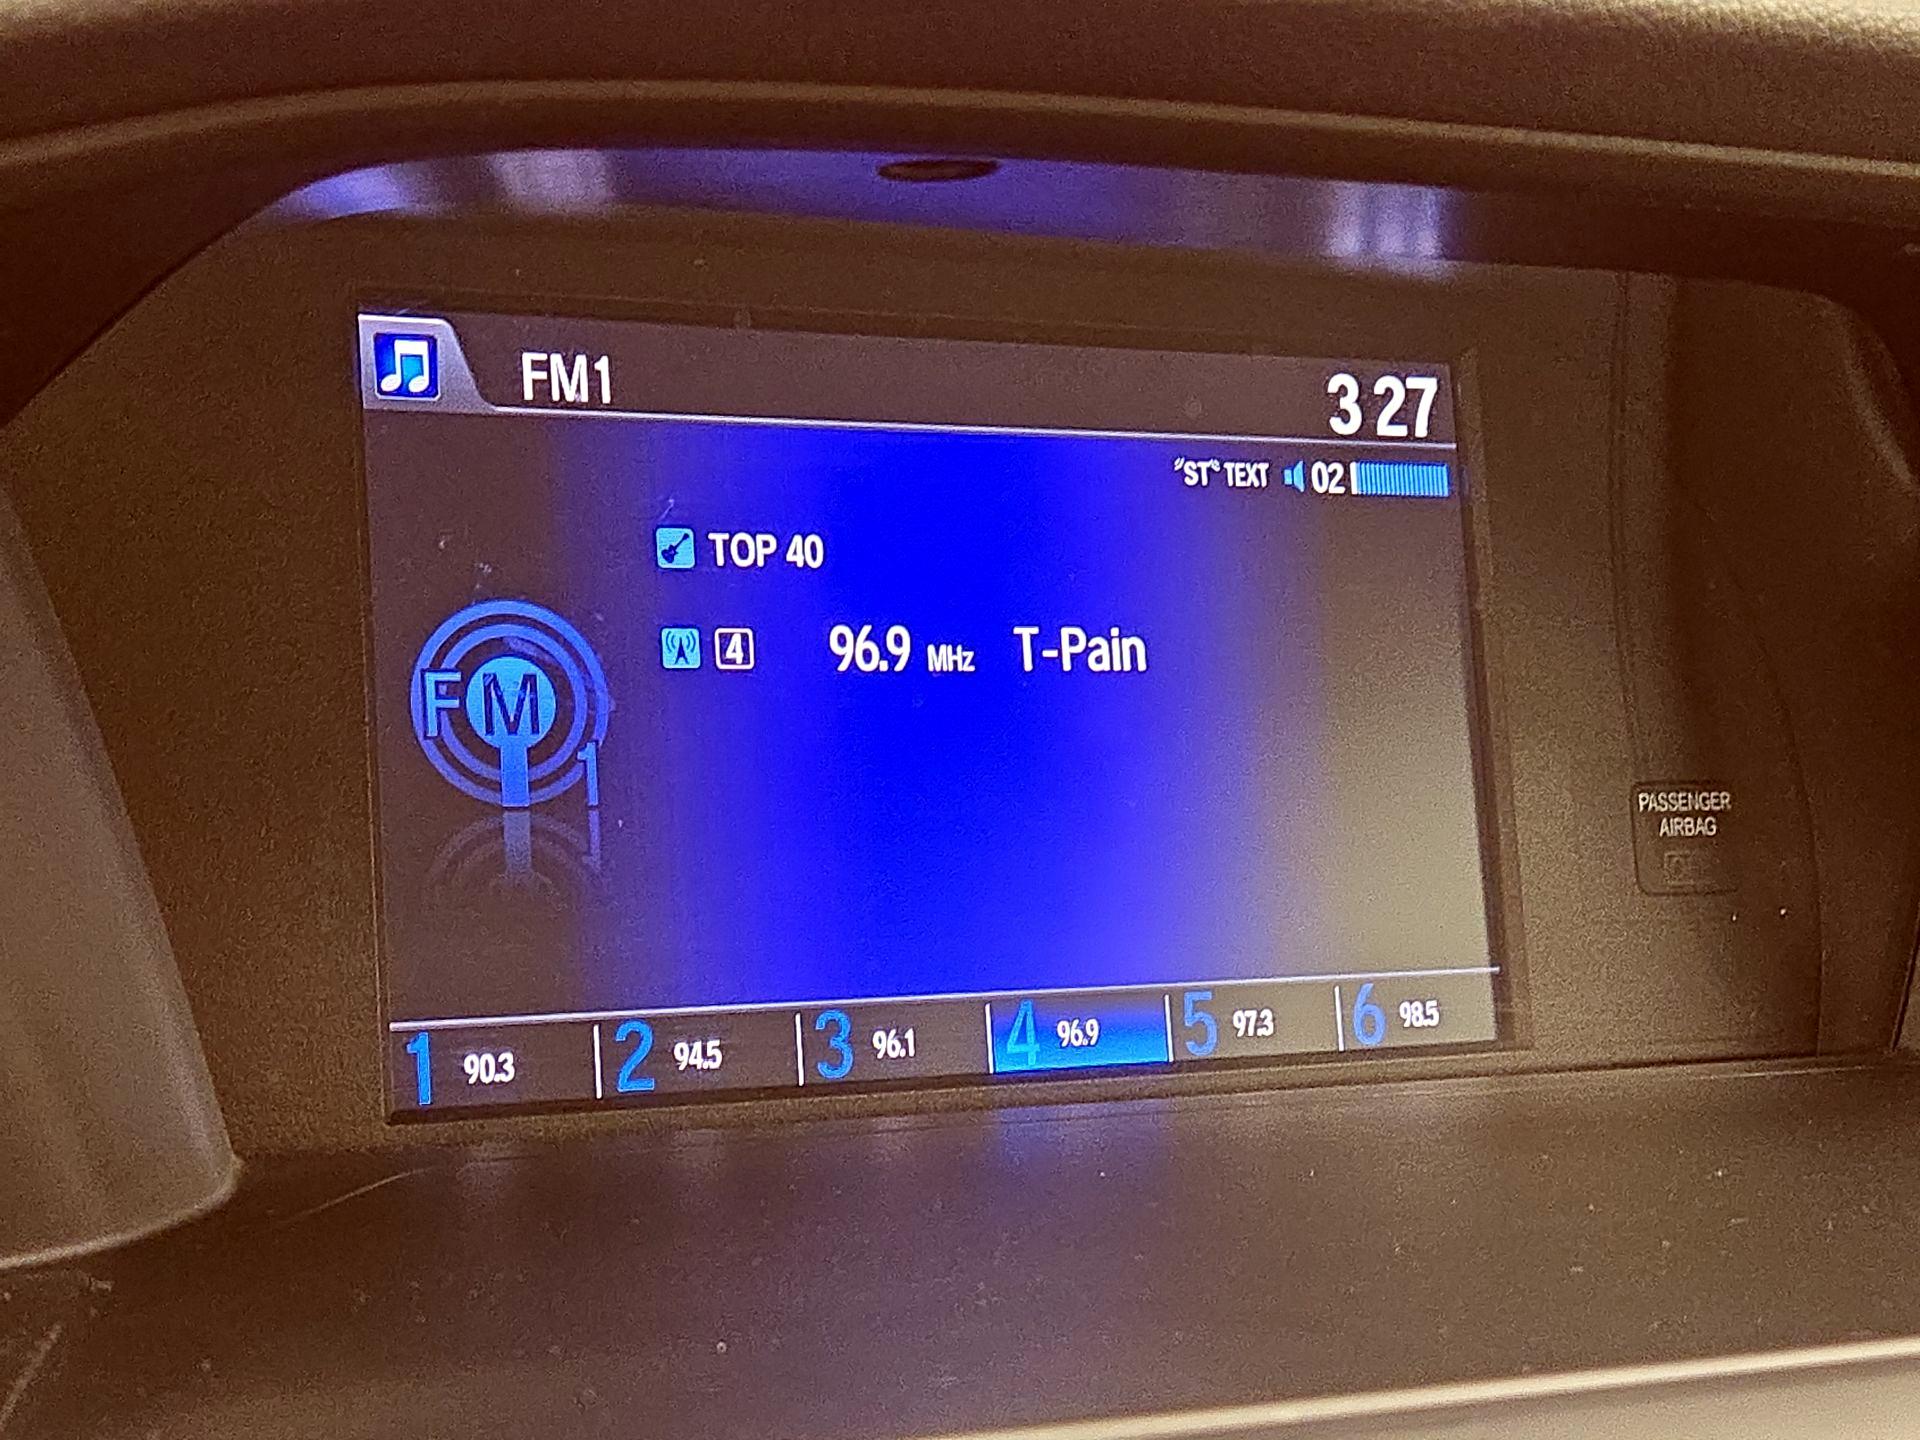 FM1
3 27
"ST" TEXT 02
TOP 40
4 96.9 MHz T-Pain
FM
1
1 90.3 2 94.5 3 96.1 4 96.9 5 97.3 6 98.5
PASSENGER
AIRBAG